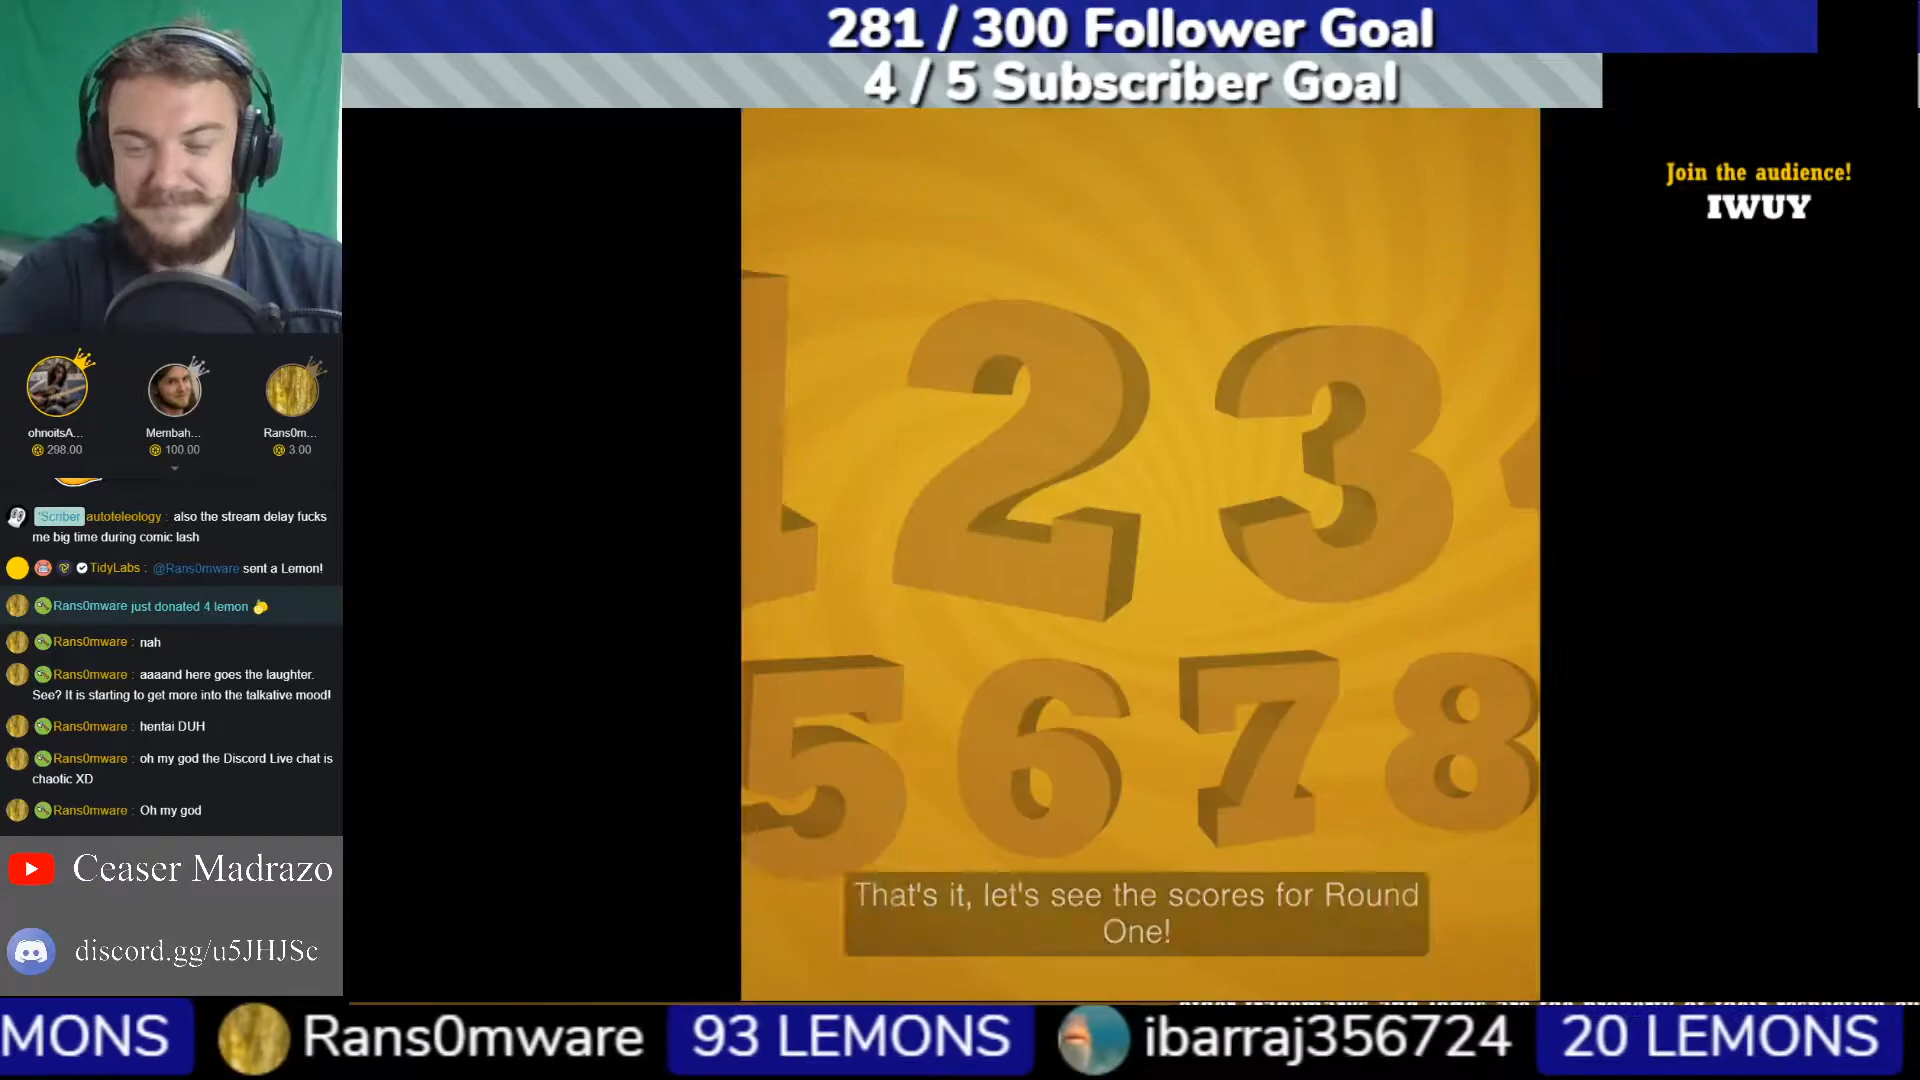 281 / 300 Follower Goal
4 / 5 Subscriber Goal
Join the audience!
IWUY
ohnoitsA...
298.00
Membah...
100.00
Rans0m...
3.00
'Scriber autoteleology : also the stream delay fucks
me big time during comic lash
TidyLabs : @Rans0mware sent a Lemon!
Rans0mware just donated 4 lemon
Rans0mware : nah
Rans0mware : aaaand here goes the laughter.
See? It is starting to get more into the talkative mood!
Rans0mware : hentai DUH
Rans0mware : oh my god the Discord Live chat is
chaotic XD
Rans0mware : Oh my god
Ceaser Madrazo
discord.gg/u5JHJSc
1 2 3
5 6 7 8
That's it, let's see the scores for Round
One!
MONS Rans0mware 93 LEMONS ibarraj356724 20 LEMONS